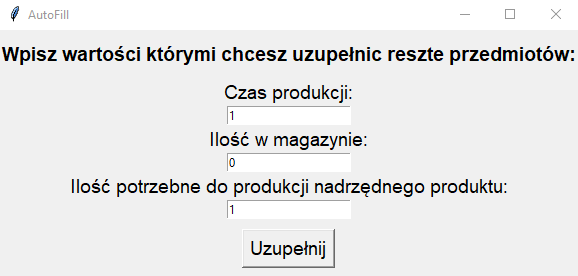 AutoFill
Wpisz wartości którymi chcesz uzupełnic reszte przedmiotów:
Czas produkcji:
1
Ilość w magazynie:
0
Ilość potrzebne do produkcji nadrzędnego produktu:
1
Uzupełnij